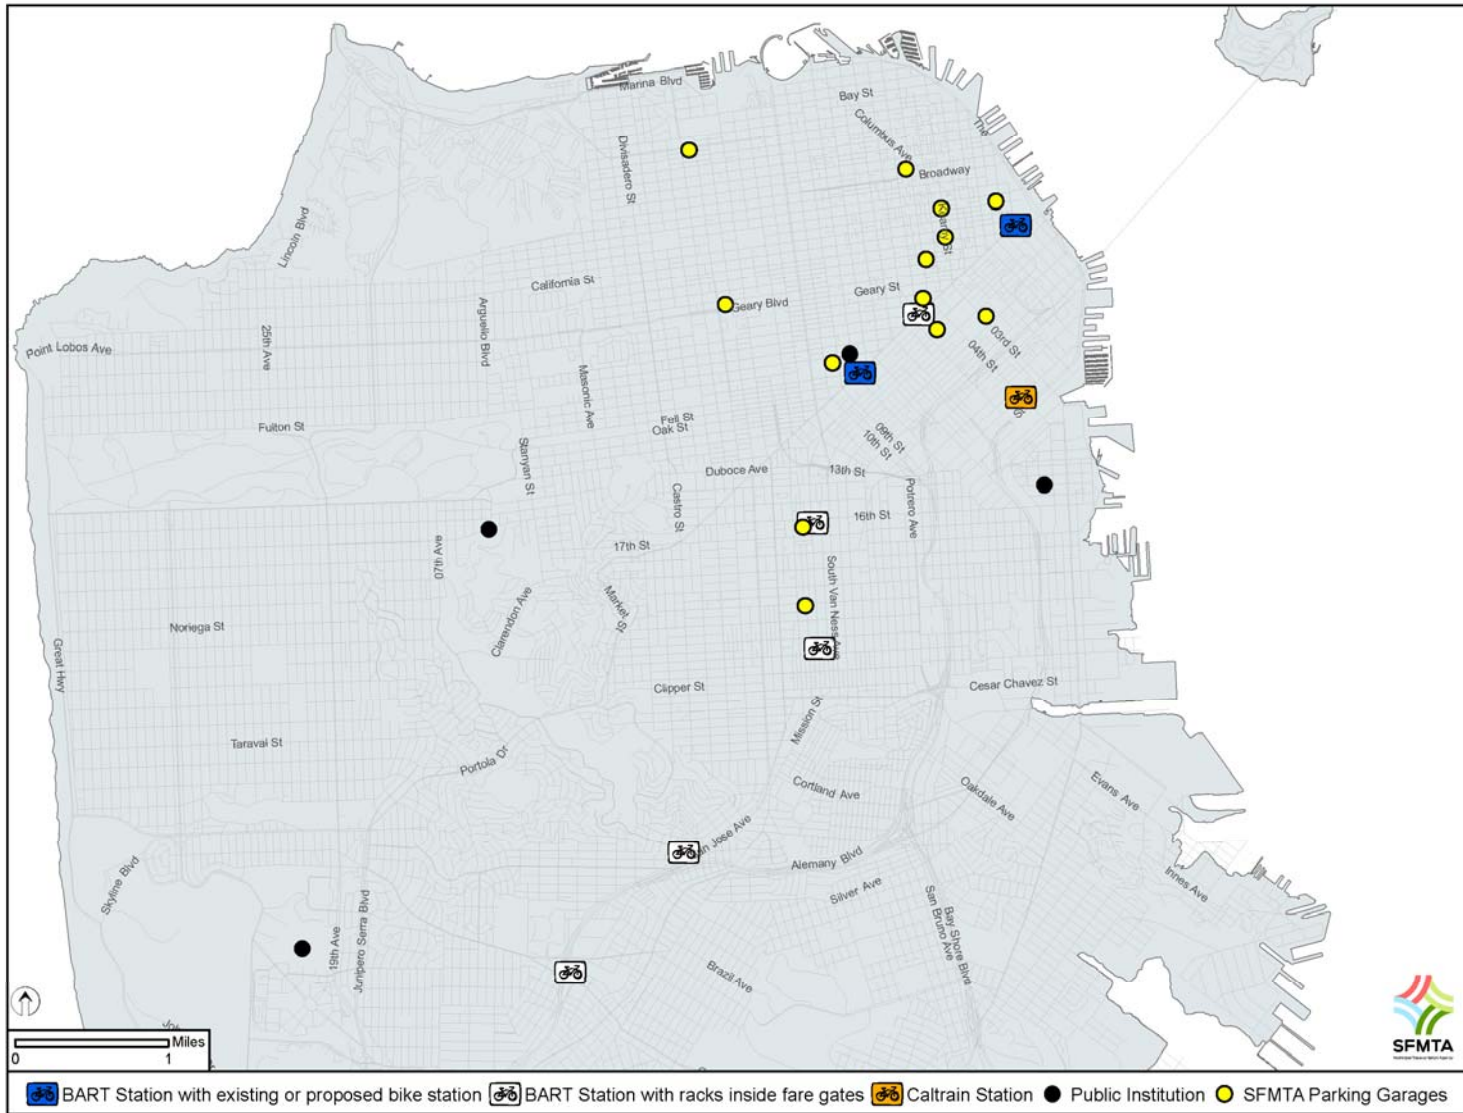 Marina Blvd
Bay St
Columbus Ave
The
Divisadero St
Broadway
Kearny St
Lincoln Blvd
California St
Geary St
Geary Blvd
Arguello Blvd
25th Ave
Point Lobos Ave
03rd St
04th St
Masonic Ave
Fell St
Oak St
Fulton St
09th St
10th St
St
Stanyan St
Duboce Ave
13th St
Castro St
Potrero Ave
16th St
17th St
07th Ave
South Van Ness Ave
Market St
Clarendon Ave
Noriega St
Great Hwy
Clipper St
Cesar Chavez St
Mission St
Taraval St
Portola Dr
Cortland Ave
Oakdale Ave
Evans Ave
San Jose Ave
Alemany Blvd
Silver Ave
Innes Ave
Skyline Blvd
19th Ave
Junipero Serra Blvd
San Bruno Ave
Bay Shore Blvd
Brazil Ave
Miles
0 1
SFMTA
BART Station with existing or proposed bike station BART Station with racks inside fare gates Caltrain Station Public Institution SFMTA Parking Garages